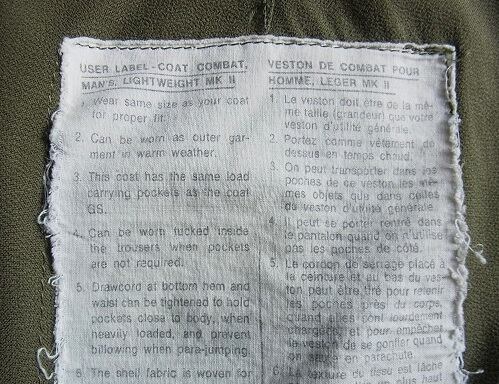 USER LABEL-COAT COMBAT,
MAN'S, LIGHTWEIGHT MK II
1. Wear same size as your coat
for proper fit.
2. Can be worn as outer gar-
ment in warm weather.
3. This coat has the same load
carrying pockets as the coat
GS.
4. Can be worn tucked inside
the trousers when pockets
are not required.
5. Drawcord at bottom hem and
waist can be tightened to hold
pockets close to body, when
heavily loaded, and prevent
billowing when para-jumping.
6. The shell fabric is woven for
VESTON DE COMBAT POUR
HOMME, LEGER MK II
1. Le veston doit être de la mê-
me taille (grandeur) que votre
veston d'utilité générale.
2. Portez comme vêtement de
dessus en temps chaud.
3. On peut transporter dans les
poches de ce veston les mê-
mes objets que dans celles
du veston d'utilité générale.
4. Il peut se porter rentré dans
le pantalon quand on n'utilise
pas les poches de côté.
5. Le cordon de serrage placé à
la ceinture et au bas du ves-
ton peut être tiré pour retenir
les poches près du corps,
quand elles sont lourdement
chargées et pour empêcher
le veston de se gonfler quand
on saute en parachute.
6. La texture du tissu est lâche
un plus haut